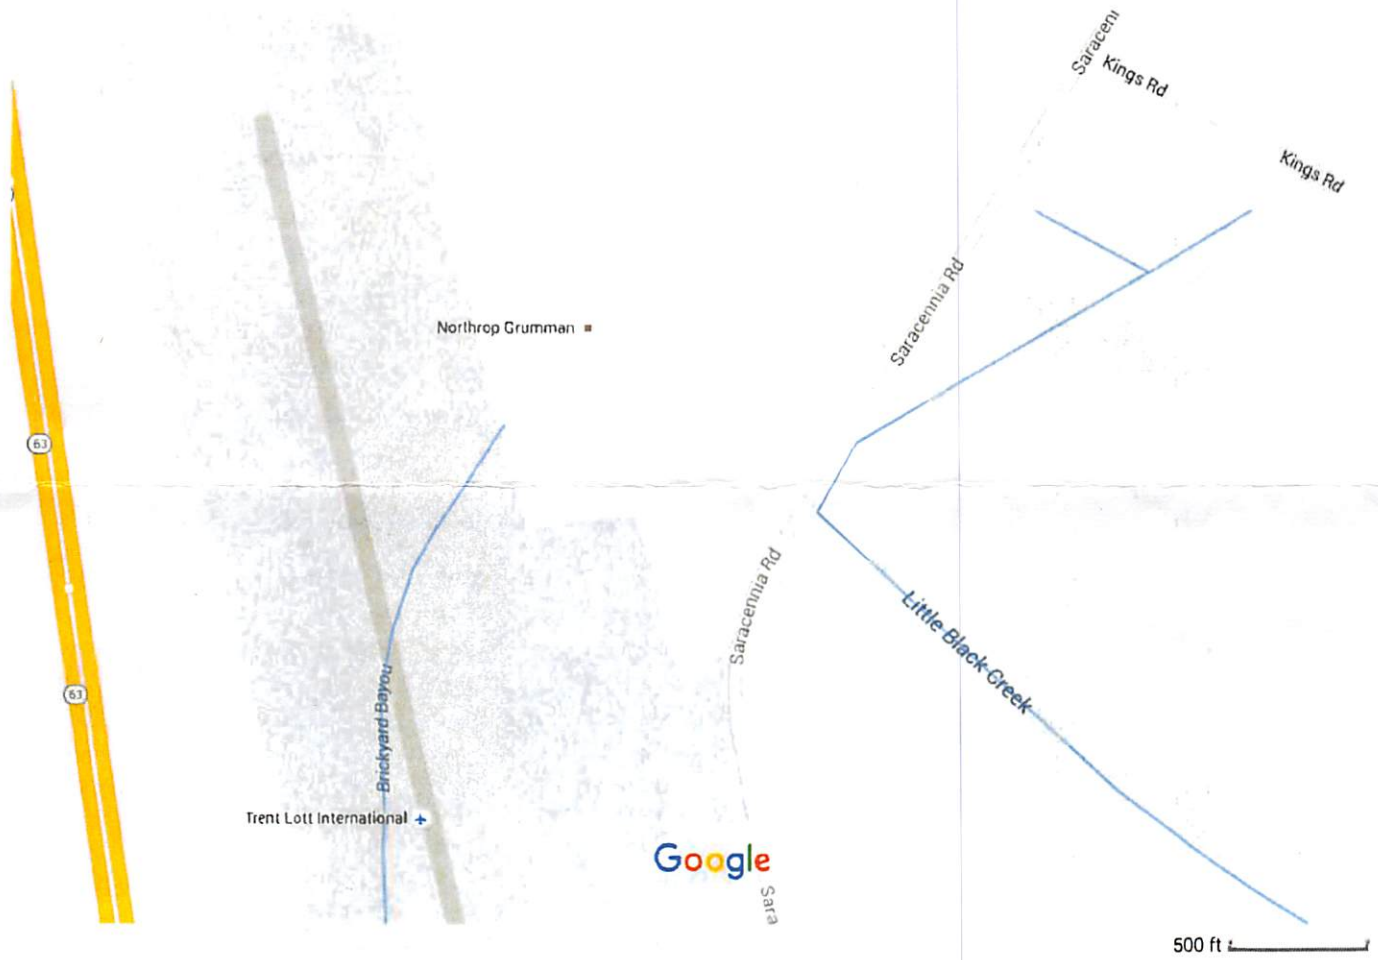 Saraceni
Kings Rd
Kings Rd
Saracennia Rd
Northrop Grumman
63
Saracennia Rd
Little Black Creek
63
Brickyard Bayou
Trent Lott International
Google
Sara
500 ft